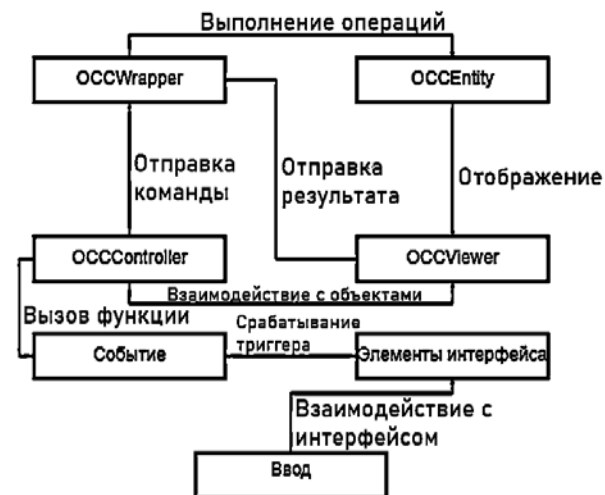 Выполнение операций
OCCWrapper
OCCEntity
Отправка
команды
Отправка
результата
Отображение
OCCController
OCCViewer
Взаимодействие с объектами
Вызов функции
Срабатывание
триггера
Событие
Элементы интерфейса
Взаимодействие с
интерфейсом
Ввод